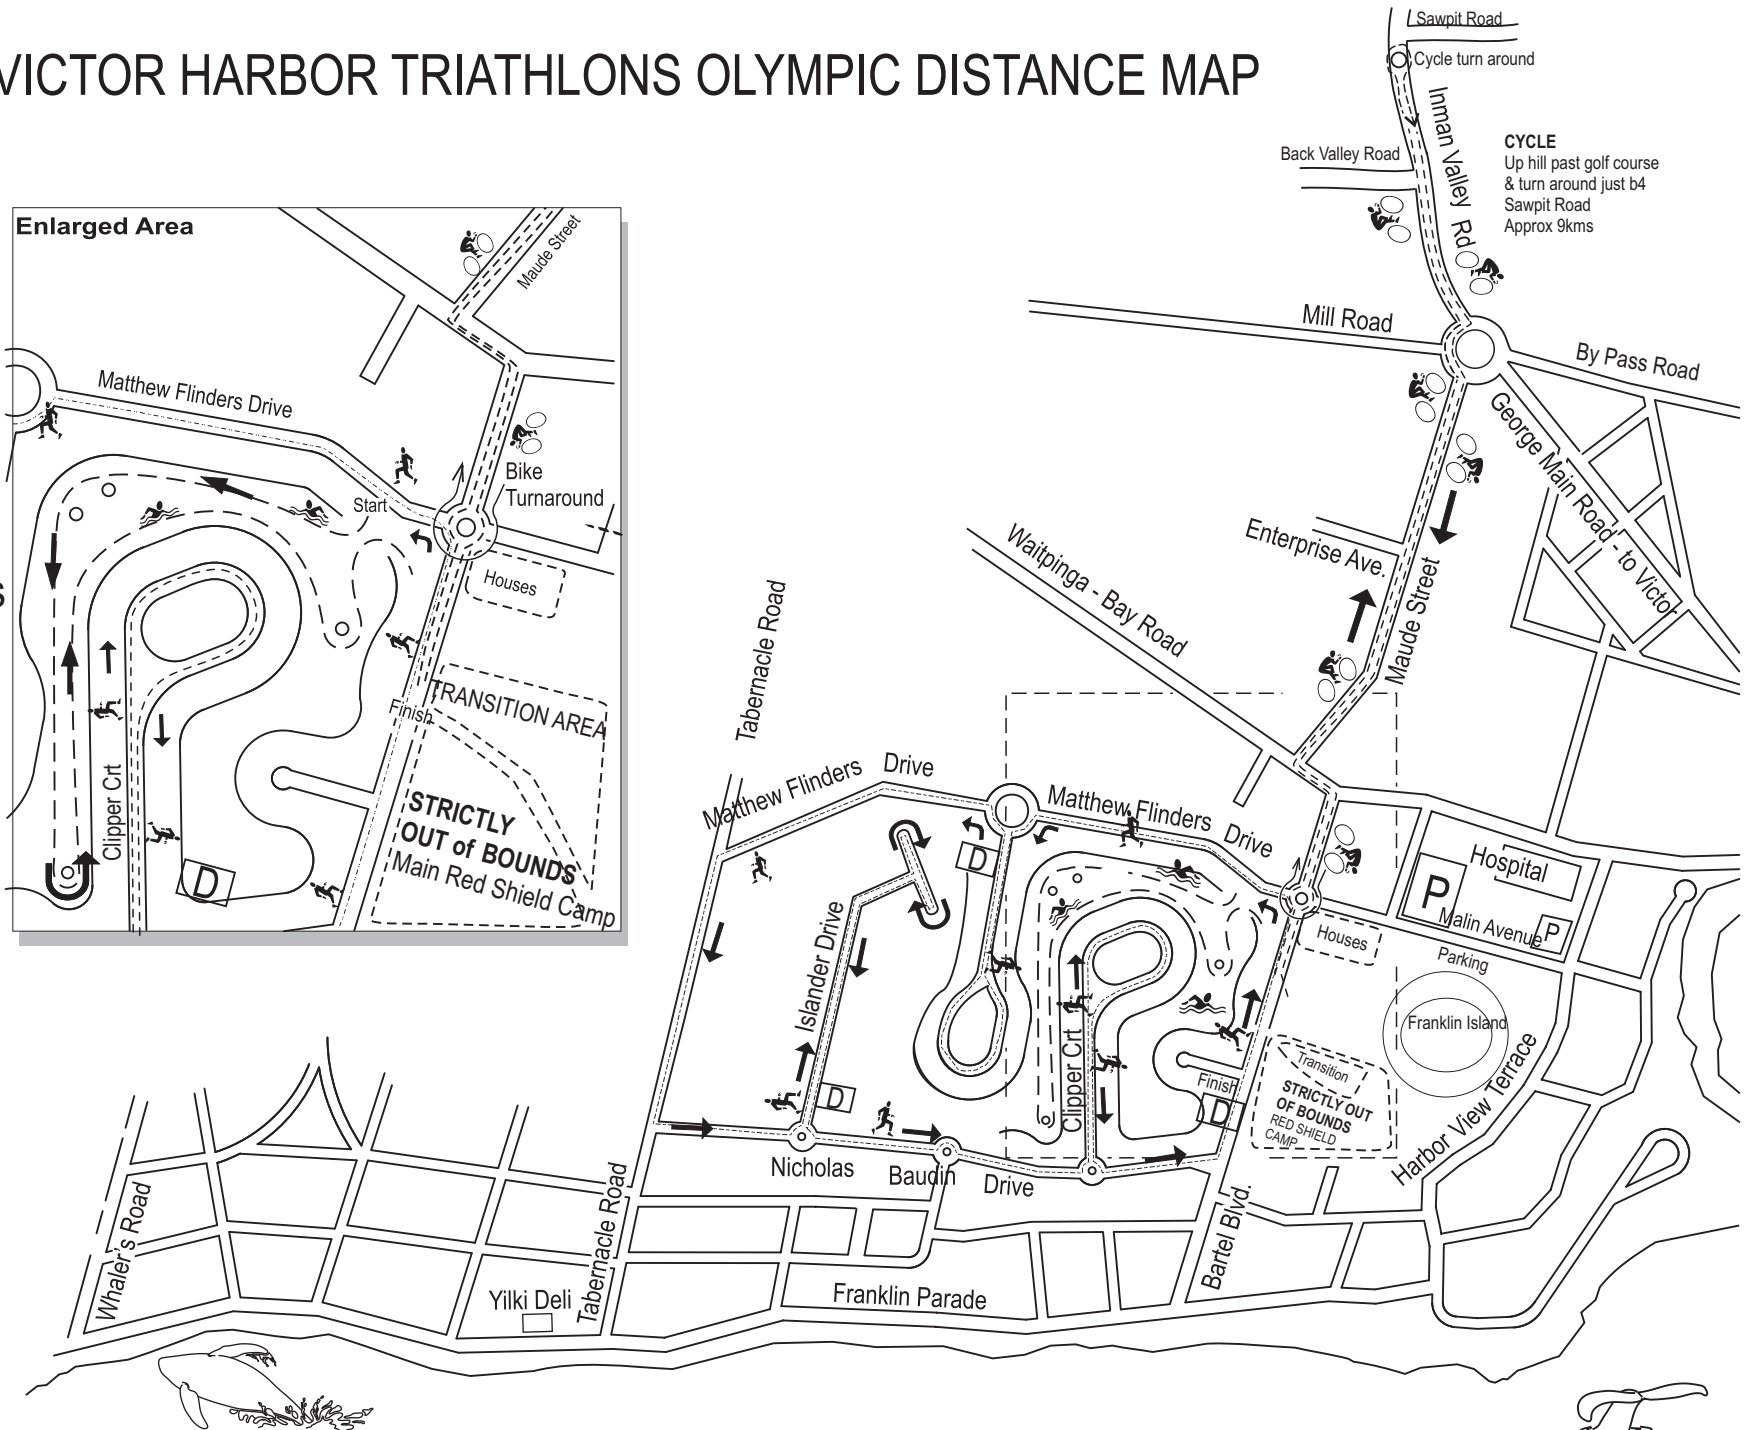 VICTOR HARBOR TRIATHLONS OLYMPIC DISTANCE MAP
Sawpit Road
Cycle turn around
Inman Valley Rd
CYCLE
Up hill past golf course
& turn around just b4
Sawpit Road
Approx 9kms
Back Valley Road
Enlarged Area
Maude Street
Matthew Flinders Drive
Start
Bike
Turnaround
Houses
TRANSITION AREA
Finish
Clipper Crt
STRICTLY
OUT of BOUNDS
Main Red Shield Camp
D
S
Mill Road
By Pass Road
George Main Road - to Victor
Enterprise Ave.
Waitpinga - Bay Road
Maude Street
Tabernacle Road
Matthew Flinders Drive
Matthew Flinders Drive
D
Hospital
P
Malin Avenue
P
Houses
Parking
Franklin Island
Islander Drive
Clipper Crt
Transition
Finish
STRICTLY OUT
OF BOUNDS
RED SHIELD
CAMP
D
D
Harbor View Terrace
Nicholas Baudin Drive
Whaler's Road
Tabernacle Road
Bartel Blvd.
Yilki Deli
Franklin Parade